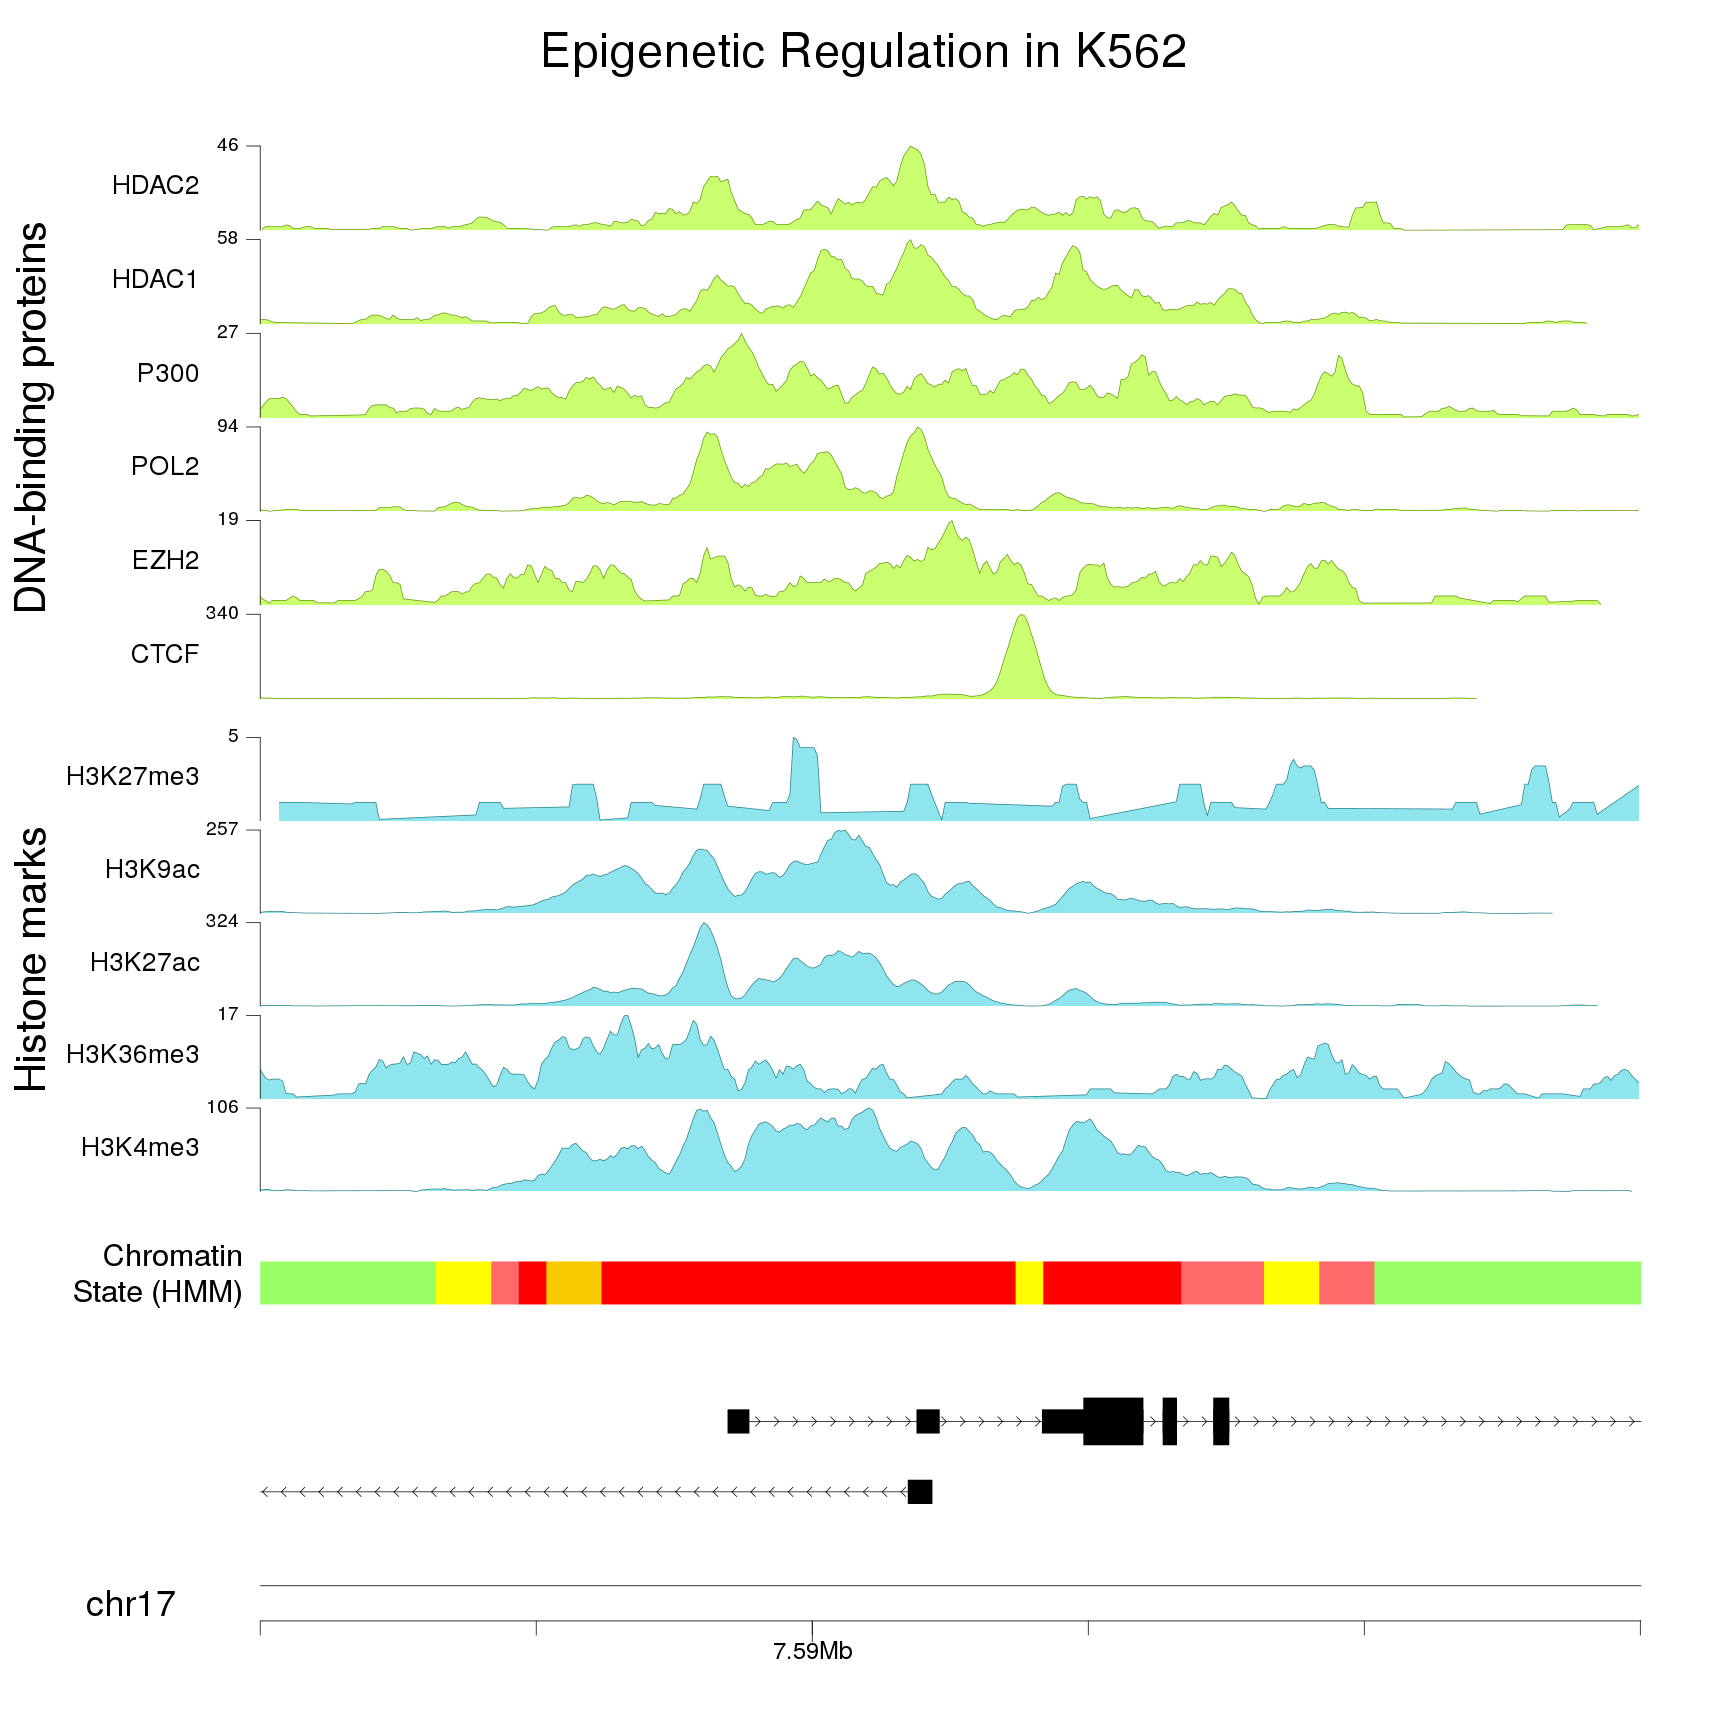 Epigenetic Regulation in K562
DNA-binding proteins
46
HDAC2
58
HDAC1
27
P300
94
POL2
19
EZH2
340
CTCF
Histone marks
5
H3K27me3
257
H3K9ac
324
H3K27ac
17
H3K36me3
106
H3K4me3
Chromatin
State (HMM)
chr17
7.59Mb